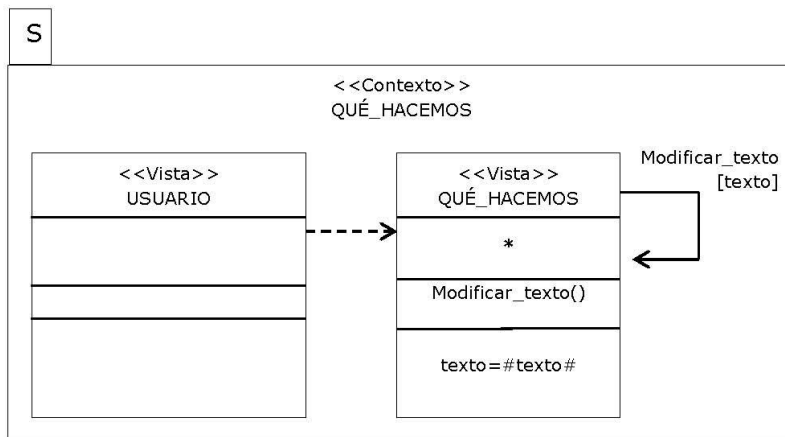 S
<<Contexto>>
QUÉ_HACEMOS
<<Vista>>
USUARIO
<<Vista>>
QUÉ_HACEMOS
*
Modificar_texto()
texto=#texto#
Modificar_texto
[texto]